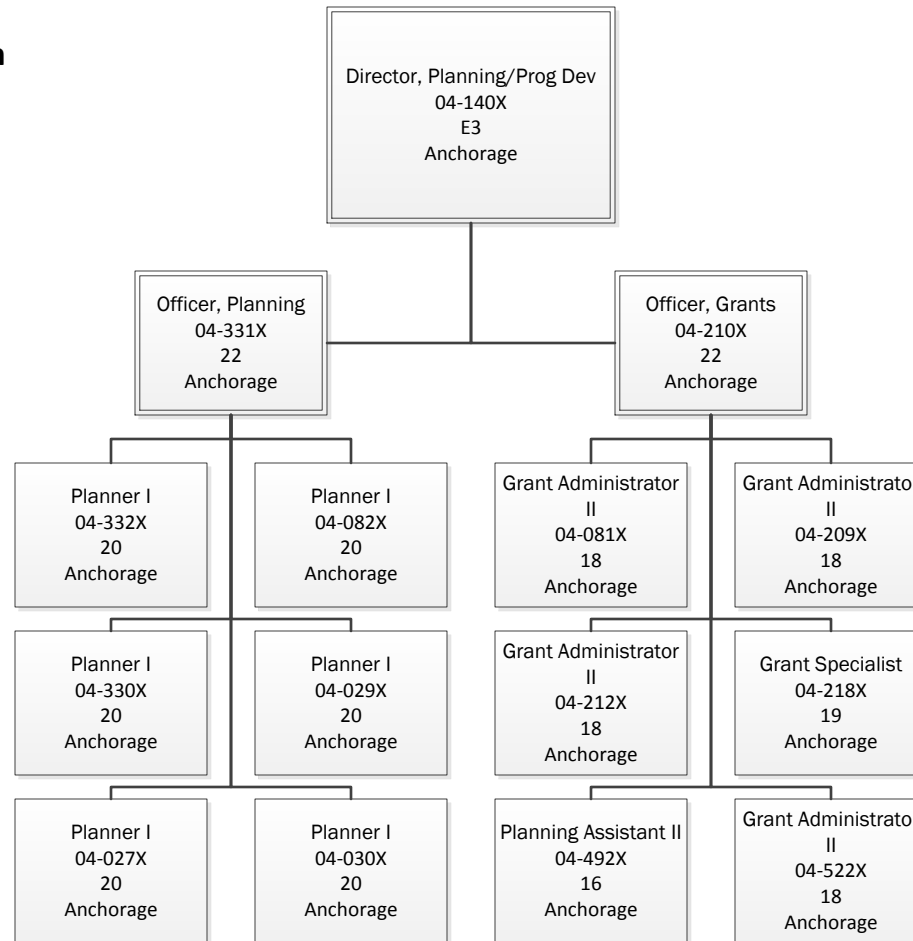 Director, Planning/Prog Dev
04-140X
E3
Anchorage
Officer, Planning
04-331X
22
Anchorage
Officer, Grants
04-210X
22
Anchorage
Planner I
04-332X
20
Anchorage
Planner I
04-082X
20
Anchorage
Grant Administrator
II
04-081X
18
Anchorage
Grant Administrato
II
04-209X
18
Anchorage
Planner I
04-330X
20
Anchorage
Planner I
04-029X
20
Anchorage
Grant Administrator
II
04-212X
18
Anchorage
Grant Specialist
04-218X
19
Anchorage
Planner I
04-027X
20
Anchorage
Planner I
04-030X
20
Anchorage
Planning Assistant II
04-492X
16
Anchorage
Grant Administrato
II
04-522X
18
Anchorage